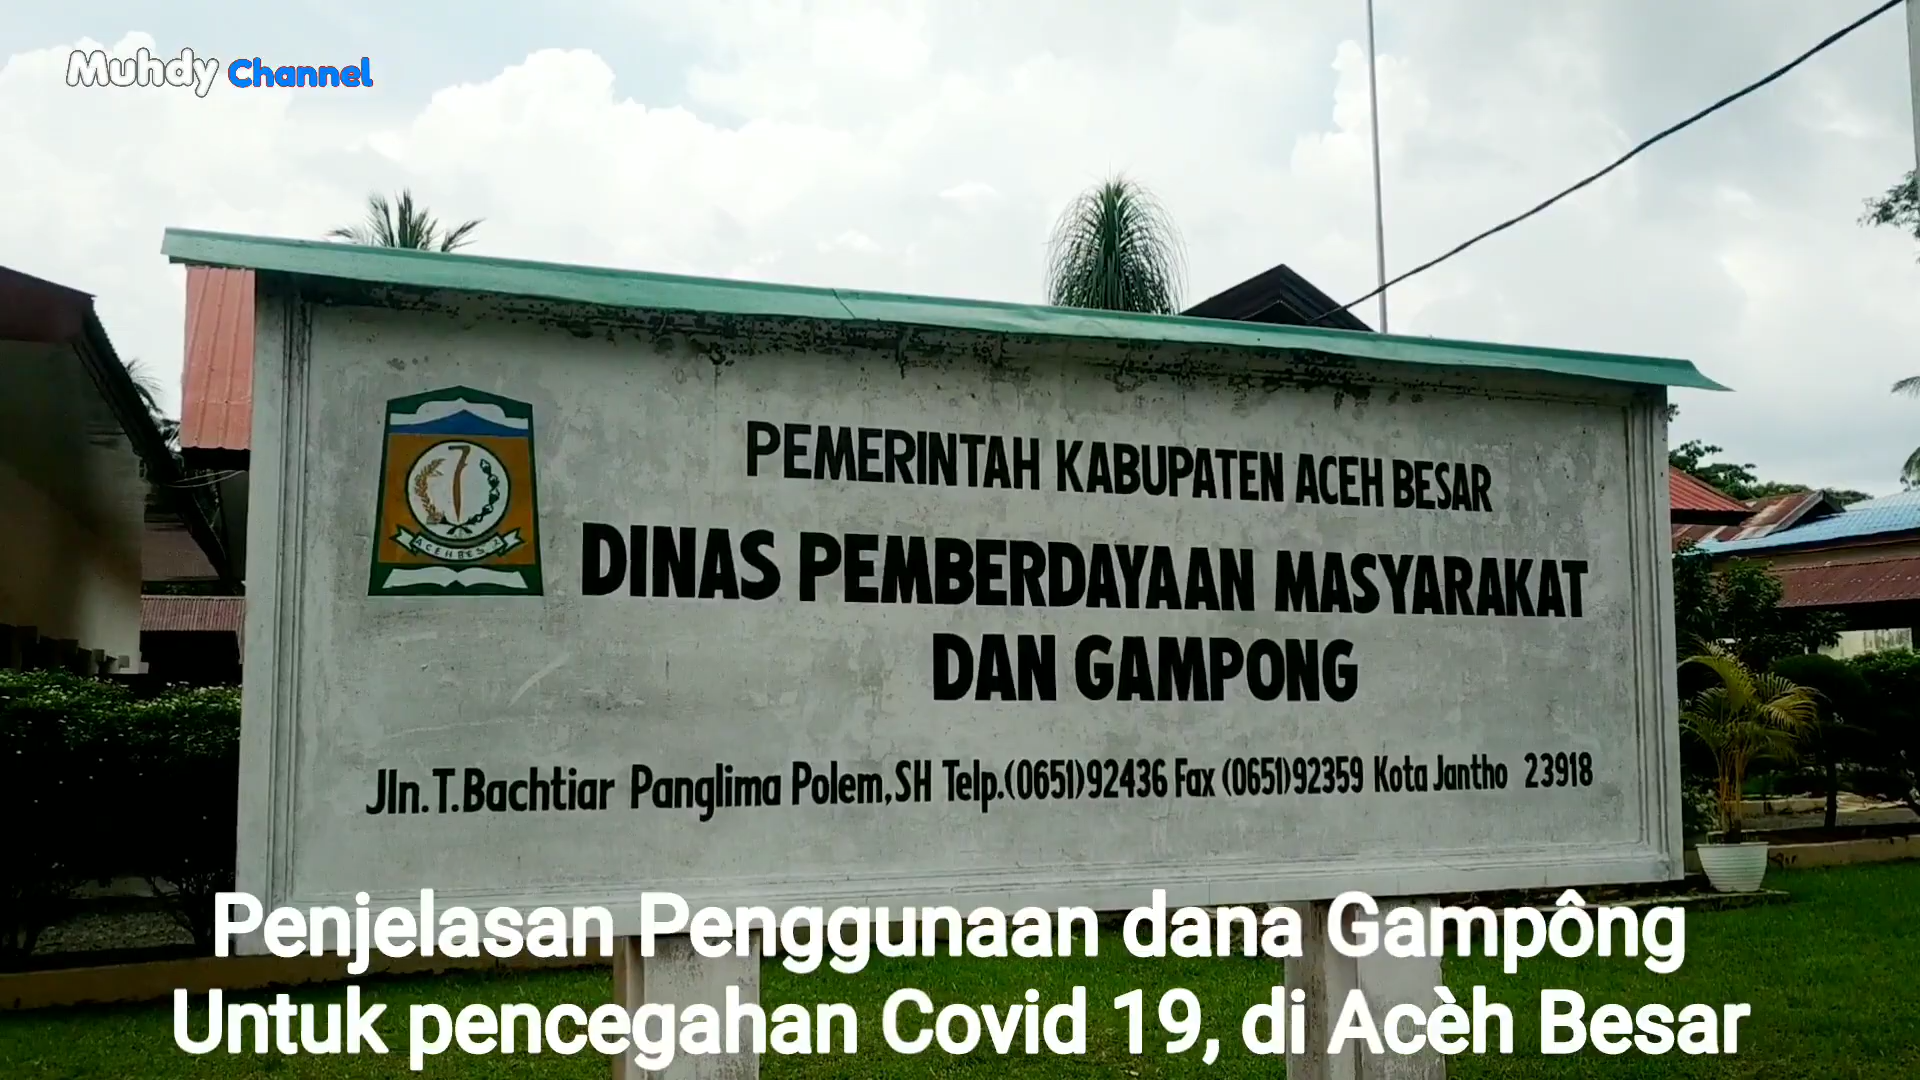 Muhdy Channel
PEMERINTAH KABUPATEN ACEH BESAR
DINAS PEMBERDAYAAN MASYARAKAT
DAN GAMPONG
Jln.T.Bachtiar Panglima Polem,SH Telp.(0651)92436 Fax (0651)92359 Kota Jantho 23918
Penjelasan Penggunaan dana Gampông
Untuk pencegahan Covid 19, di Acèh Besar